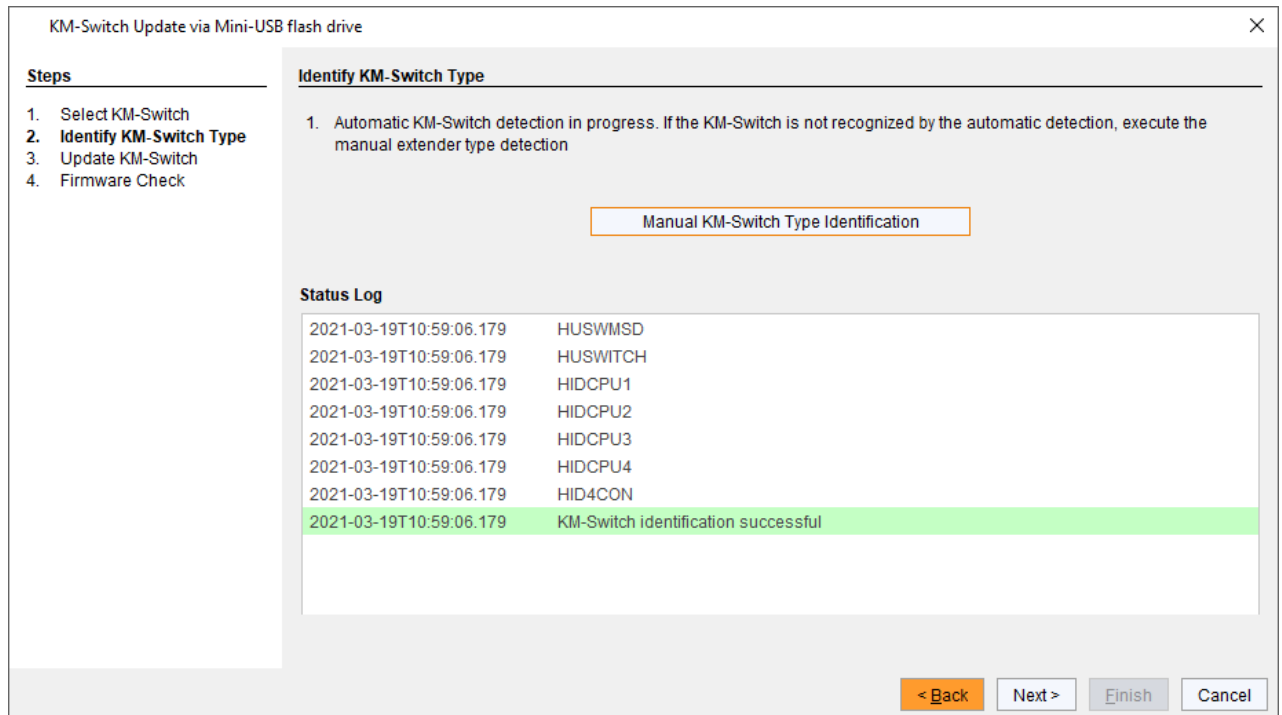 KM-Switch Update via Mini-USB flash drive
Steps
1. Select KM-Switch
2. Identify KM-Switch Type
3. Update KM-Switch
4. Firmware Check
Identify KM-Switch Type
1. Automatic KM-Switch detection in progress. If the KM-Switch is not recognized by the automatic detection, execute the
manual extender type detection
Manual KM-Switch Type Identification
Status Log
2021-03-19T10:59:06.179 HUSWMSD
2021-03-19T10:59:06.179 HUSWITCH
2021-03-19T10:59:06.179 HIDCPU1
2021-03-19T10:59:06.179 HIDCPU2
2021-03-19T10:59:06.179 HIDCPU3
2021-03-19T10:59:06.179 HIDCPU4
2021-03-19T10:59:06.179 HID4CON
2021-03-19T10:59:06.179 KM-Switch identification successful
< Back Next > Finish Cancel